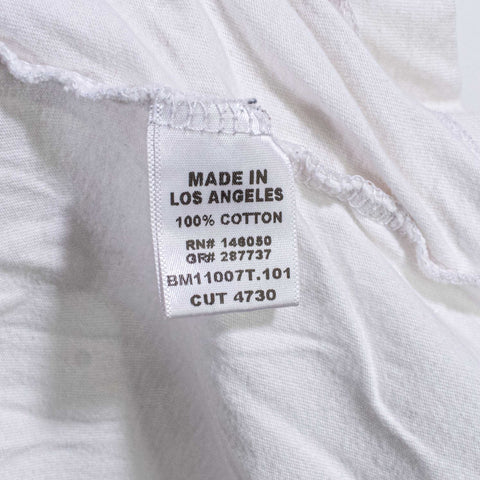 MADE IN
LOS ANGELES
100% COTTON
RN# 146050
GR# 287737
BM11007T.101
CUT 4730